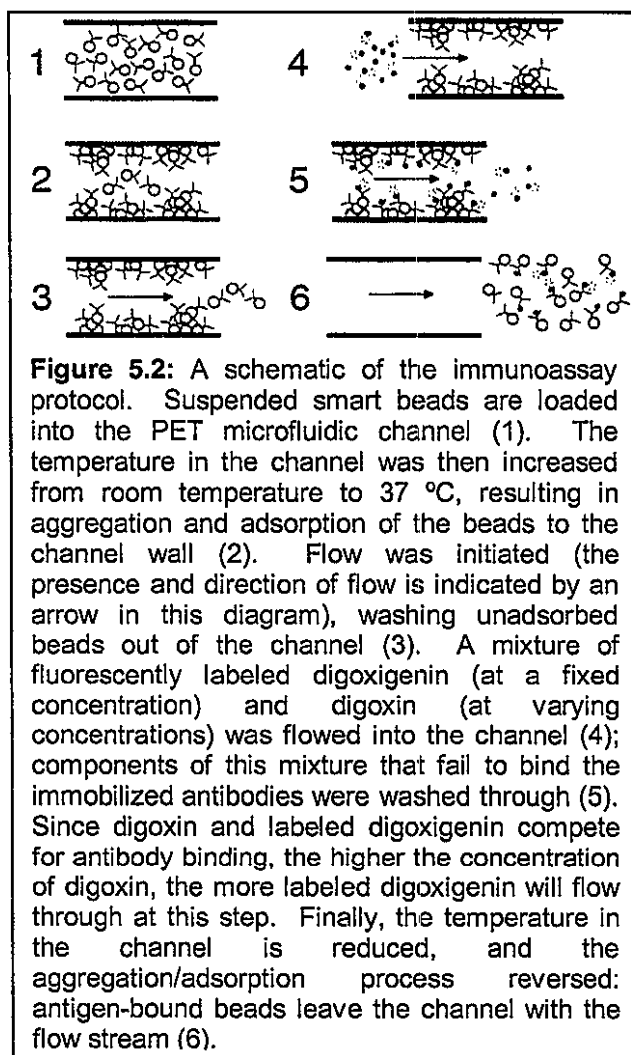 1
4
2
5
3
6
Figure 5.2: A schematic of the immunoassay
protocol. Suspended smart beads are loaded
into the PET microfluidic channel (1). The
temperature in the channel was then increased
from room temperature to 37 ºC, resulting in
aggregation and adsorption of the beads to the
channel wall (2). Flow was initiated (the
presence and direction of flow is indicated by an
arrow in this diagram), washing unadsorbed
beads out of the channel (3). A mixture of
fluorescently labeled digoxigenin (at a fixed
concentration) and digoxin (at varying
concentrations) was flowed into the channel (4);
components of this mixture that fail to bind the
immobilized antibodies were washed through (5).
Since digoxin and labeled digoxigenin compete
for antibody binding, the higher the concentration
of digoxin, the more labeled digoxigenin will flow
through at this step. Finally, the temperature in
the channel is reduced, and the
aggregation/adsorption process reversed:
antigen-bound beads leave the channel with the
flow stream (6).